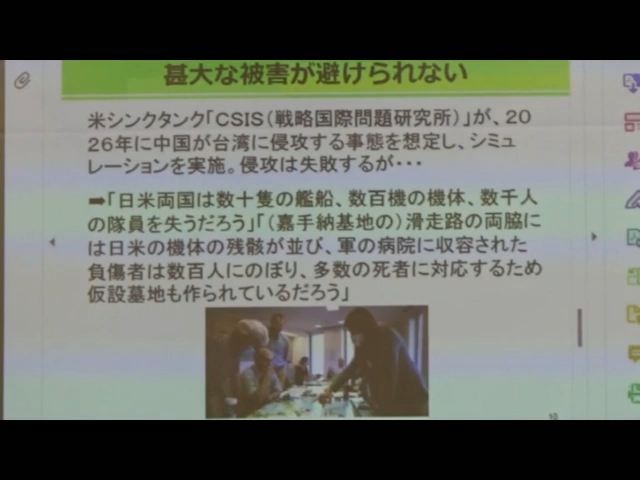 甚大な被害が避けられない
米シンクタンク「CSIS(戦略国際問題研究所)」が、20
26年に中国が台湾に侵攻する事態を想定し、シミュ
レーションを実施。侵攻は失敗するが・・・
➡「日米両国は数十隻の艦船、数百機の機体、数千人
の隊員を失うだろう」「(嘉手納基地の)滑走路の両脇に
は日米の機体の残骸が並び、軍の病院に収容された
負傷者は数百人にのぼり、多数の死者に対応するため
仮設墓地も作られているだろう」
10